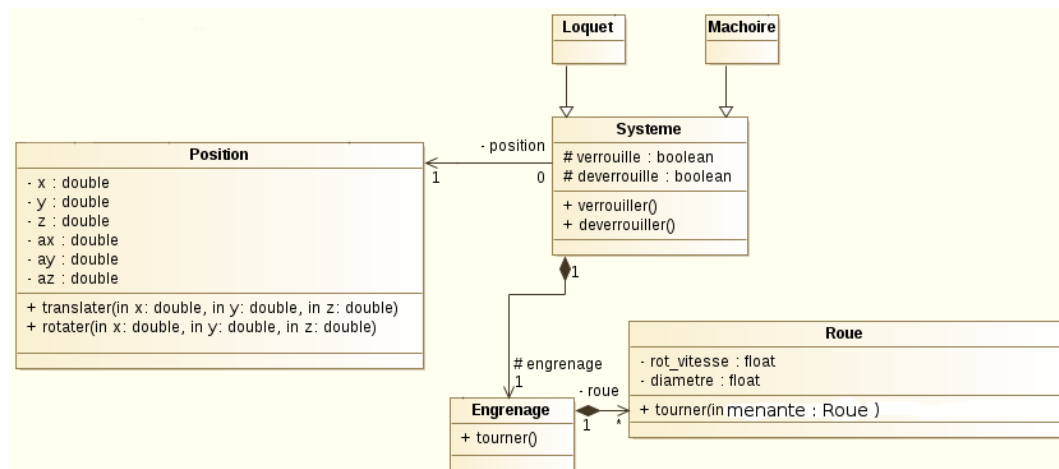 Loquet
Machoire
Systeme
# verrouille : boolean
# deverrouille : boolean
+ verrouiller()
+ deverrouiller()
- position
1
0
Position
- x : double
- y : double
- z : double
- ax : double
- ay : double
- az : double
+ translater(in x: double, in y: double, in z: double)
+ rotater(in x: double, in y: double, in z: double)
1
# engrenage
1
Engrenage
+ tourner()
- roue
1
*
Roue
- rot_vitesse : float
- diametre : float
+ tourner(in menante : Roue )